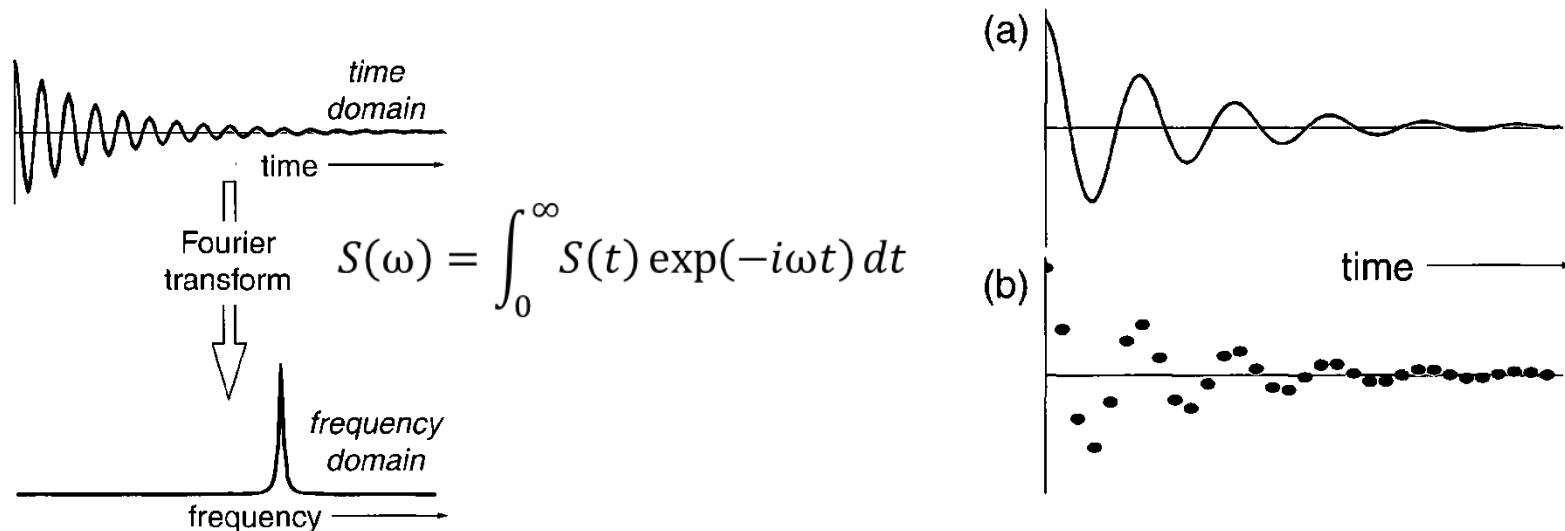 time
domain
time
Fourier
transform
S(ω) = ∫₀^∞ S(t) exp(−iωt) dt
frequency
domain
frequency
(a)
time
(b)